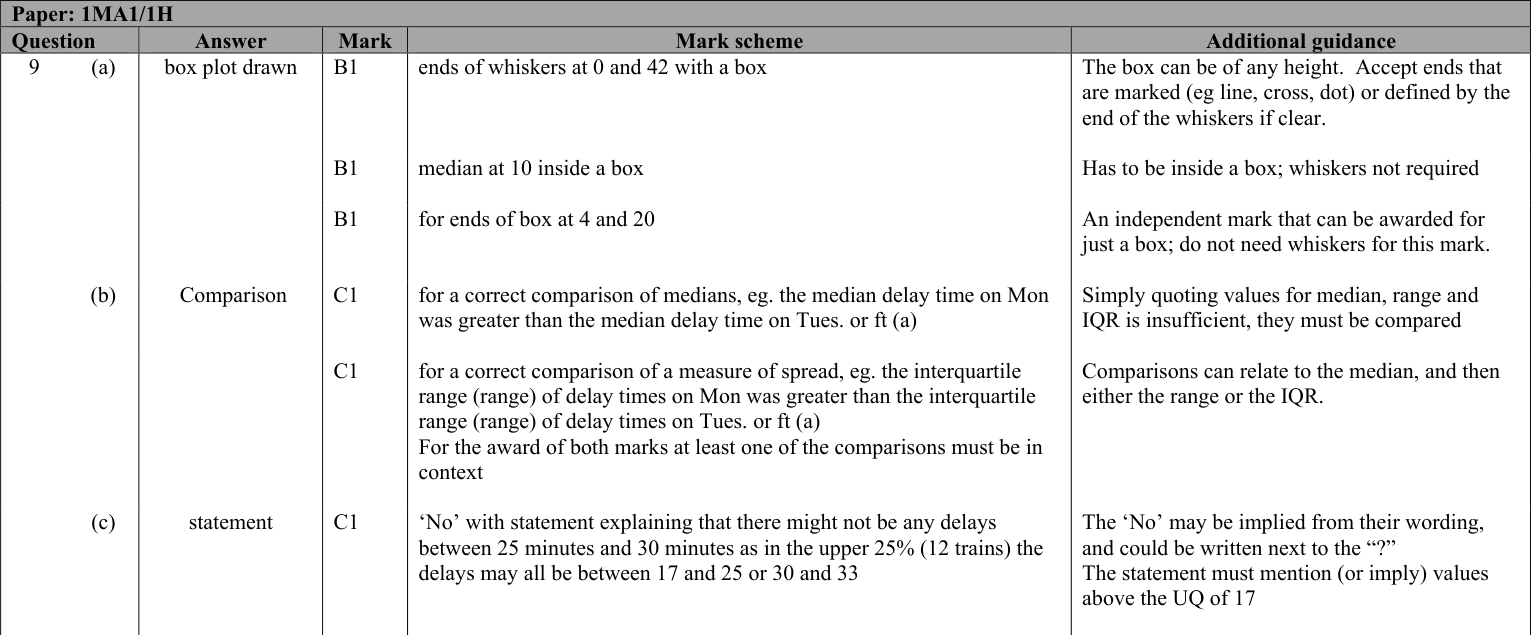 Paper: 1MA1/1H
Question Answer Mark Mark scheme Additional guidance
9 (a) box plot drawn B1 ends of whiskers at 0 and 42 with a box The box can be of any height. Accept ends that
are marked (eg line, cross, dot) or defined by the
end of the whiskers if clear.
B1 median at 10 inside a box Has to be inside a box; whiskers not required
B1 for ends of box at 4 and 20 An independent mark that can be awarded for
just a box; do not need whiskers for this mark.
(b) Comparison C1 for a correct comparison of medians, eg. the median delay time on Mon Simply quoting values for median, range and
was greater than the median delay time on Tues. or ft (a) IQR is insufficient, they must be compared
C1 for a correct comparison of a measure of spread, eg. the interquartile Comparisons can relate to the median, and then
range (range) of delay times on Mon was greater than the interquartile either the range or the IQR.
range (range) of delay times on Tues. or ft (a)
For the award of both marks at least one of the comparisons must be in
context
(c) statement C1 ‘No’ with statement explaining that there might not be any delays The ‘No’ may be implied from their wording,
between 25 minutes and 30 minutes as in the upper 25% (12 trains) the and could be written next to the “?”
delays may all be between 17 and 25 or 30 and 33 The statement must mention (or imply) values
above the UQ of 17